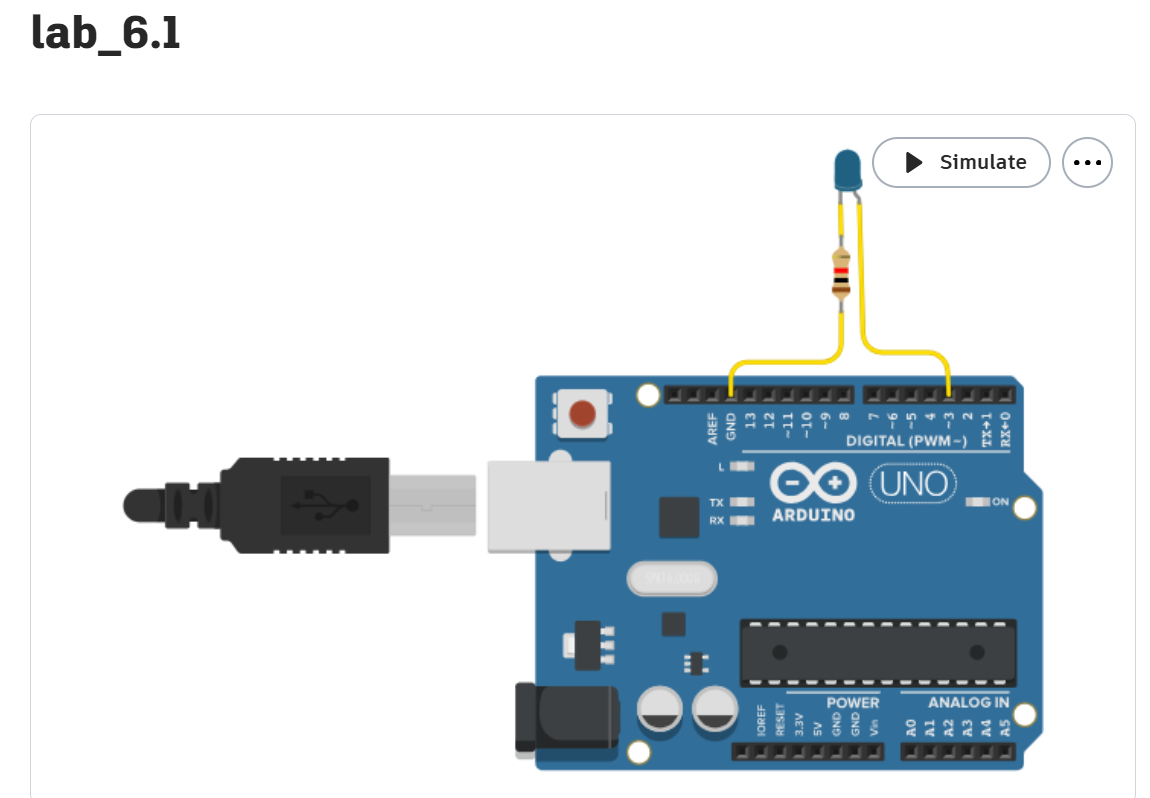 lab_6.1
Simulate
AREF
GND
13
12
~11
~10
~9
8
7
~6
~5
4
~3
2
TX→1
RX←0
DIGITAL (PWM~)
L
TX
RX
ARDUINO
UNO
ON
POWER
ANALOG IN
IOREF
RESET
3.3V
5V
GND
GND
Vin
A0
A1
A2
A3
A4
A5